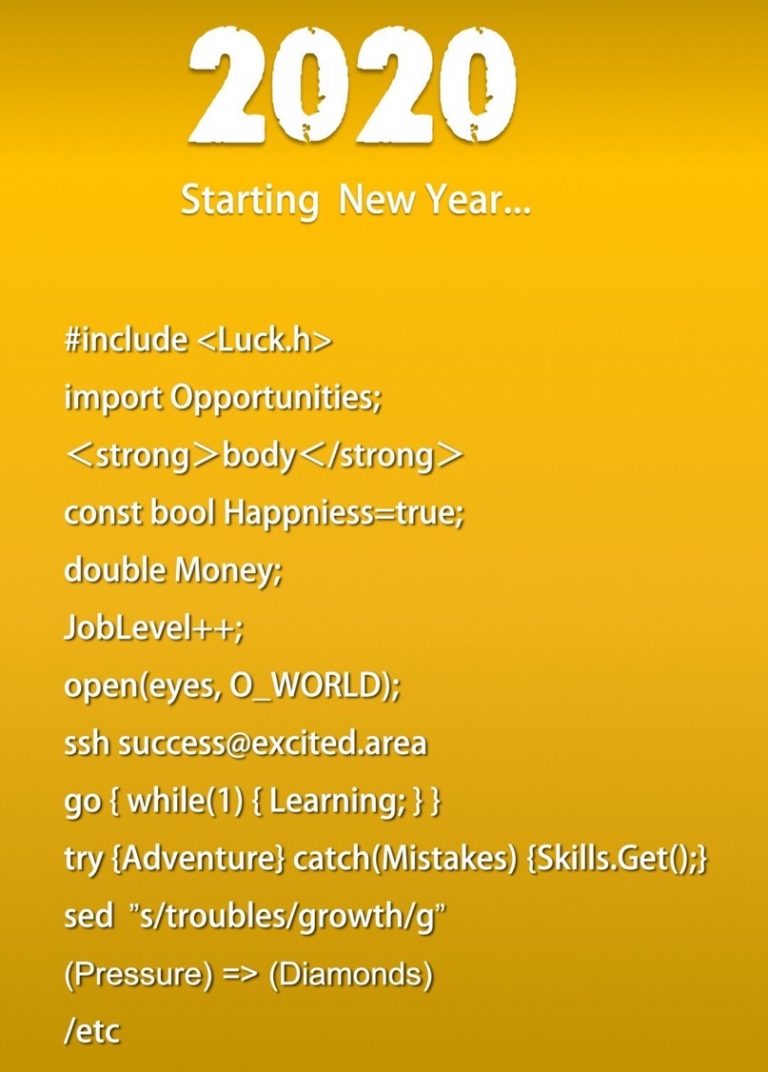 2020
Starting New Year...
#include <Luck.h>
import Opportunities;
<strong>body</strong>
const bool Happniess=true;
double Money;
JobLevel++;
open(eyes, O_WORLD);
ssh success@excited.area
go { while(1) { Learning; } }
try {Adventure} catch(Mistakes) {Skills.Get();}
sed ”s/troubles/growth/g”
(Pressure) => (Diamonds)
/etc